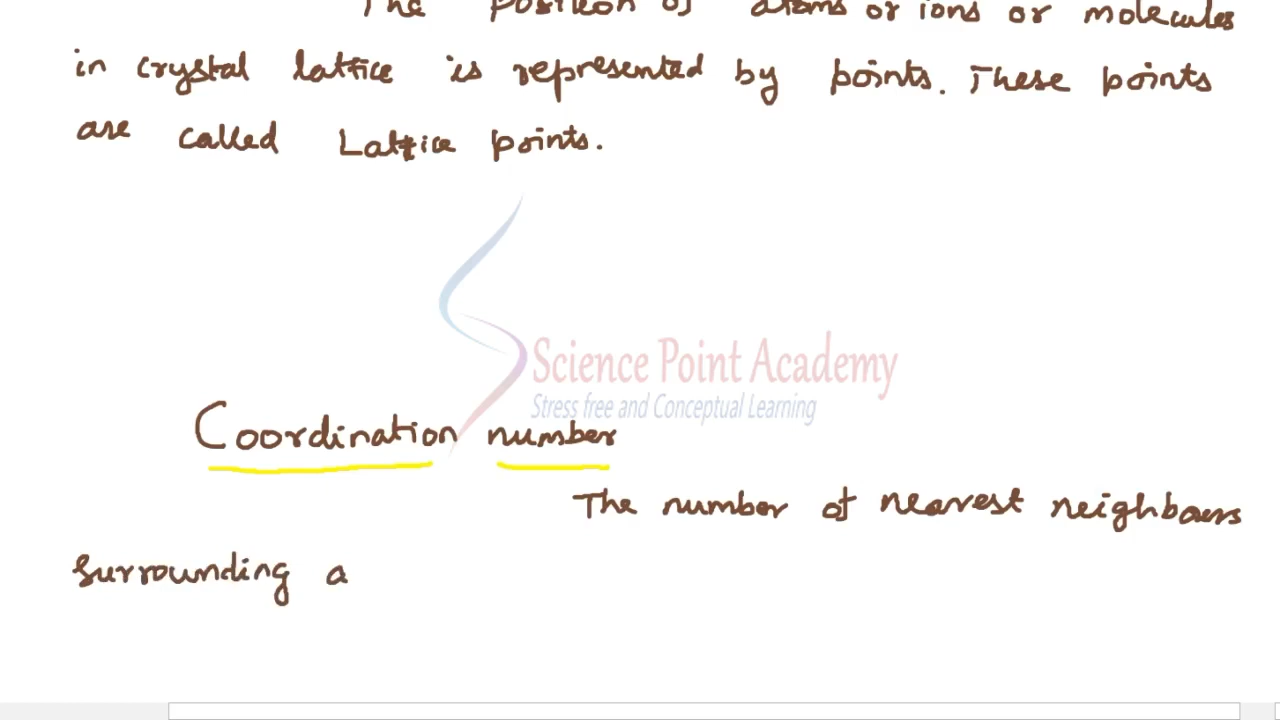 The position of atoms or ions or molecules
in crystal lattice is represented by points. These points
are called Lattice points.
Science Point Academy
Stress free and Conceptual Learning
Coordination number
The number of nearest neighbours
surrounding a